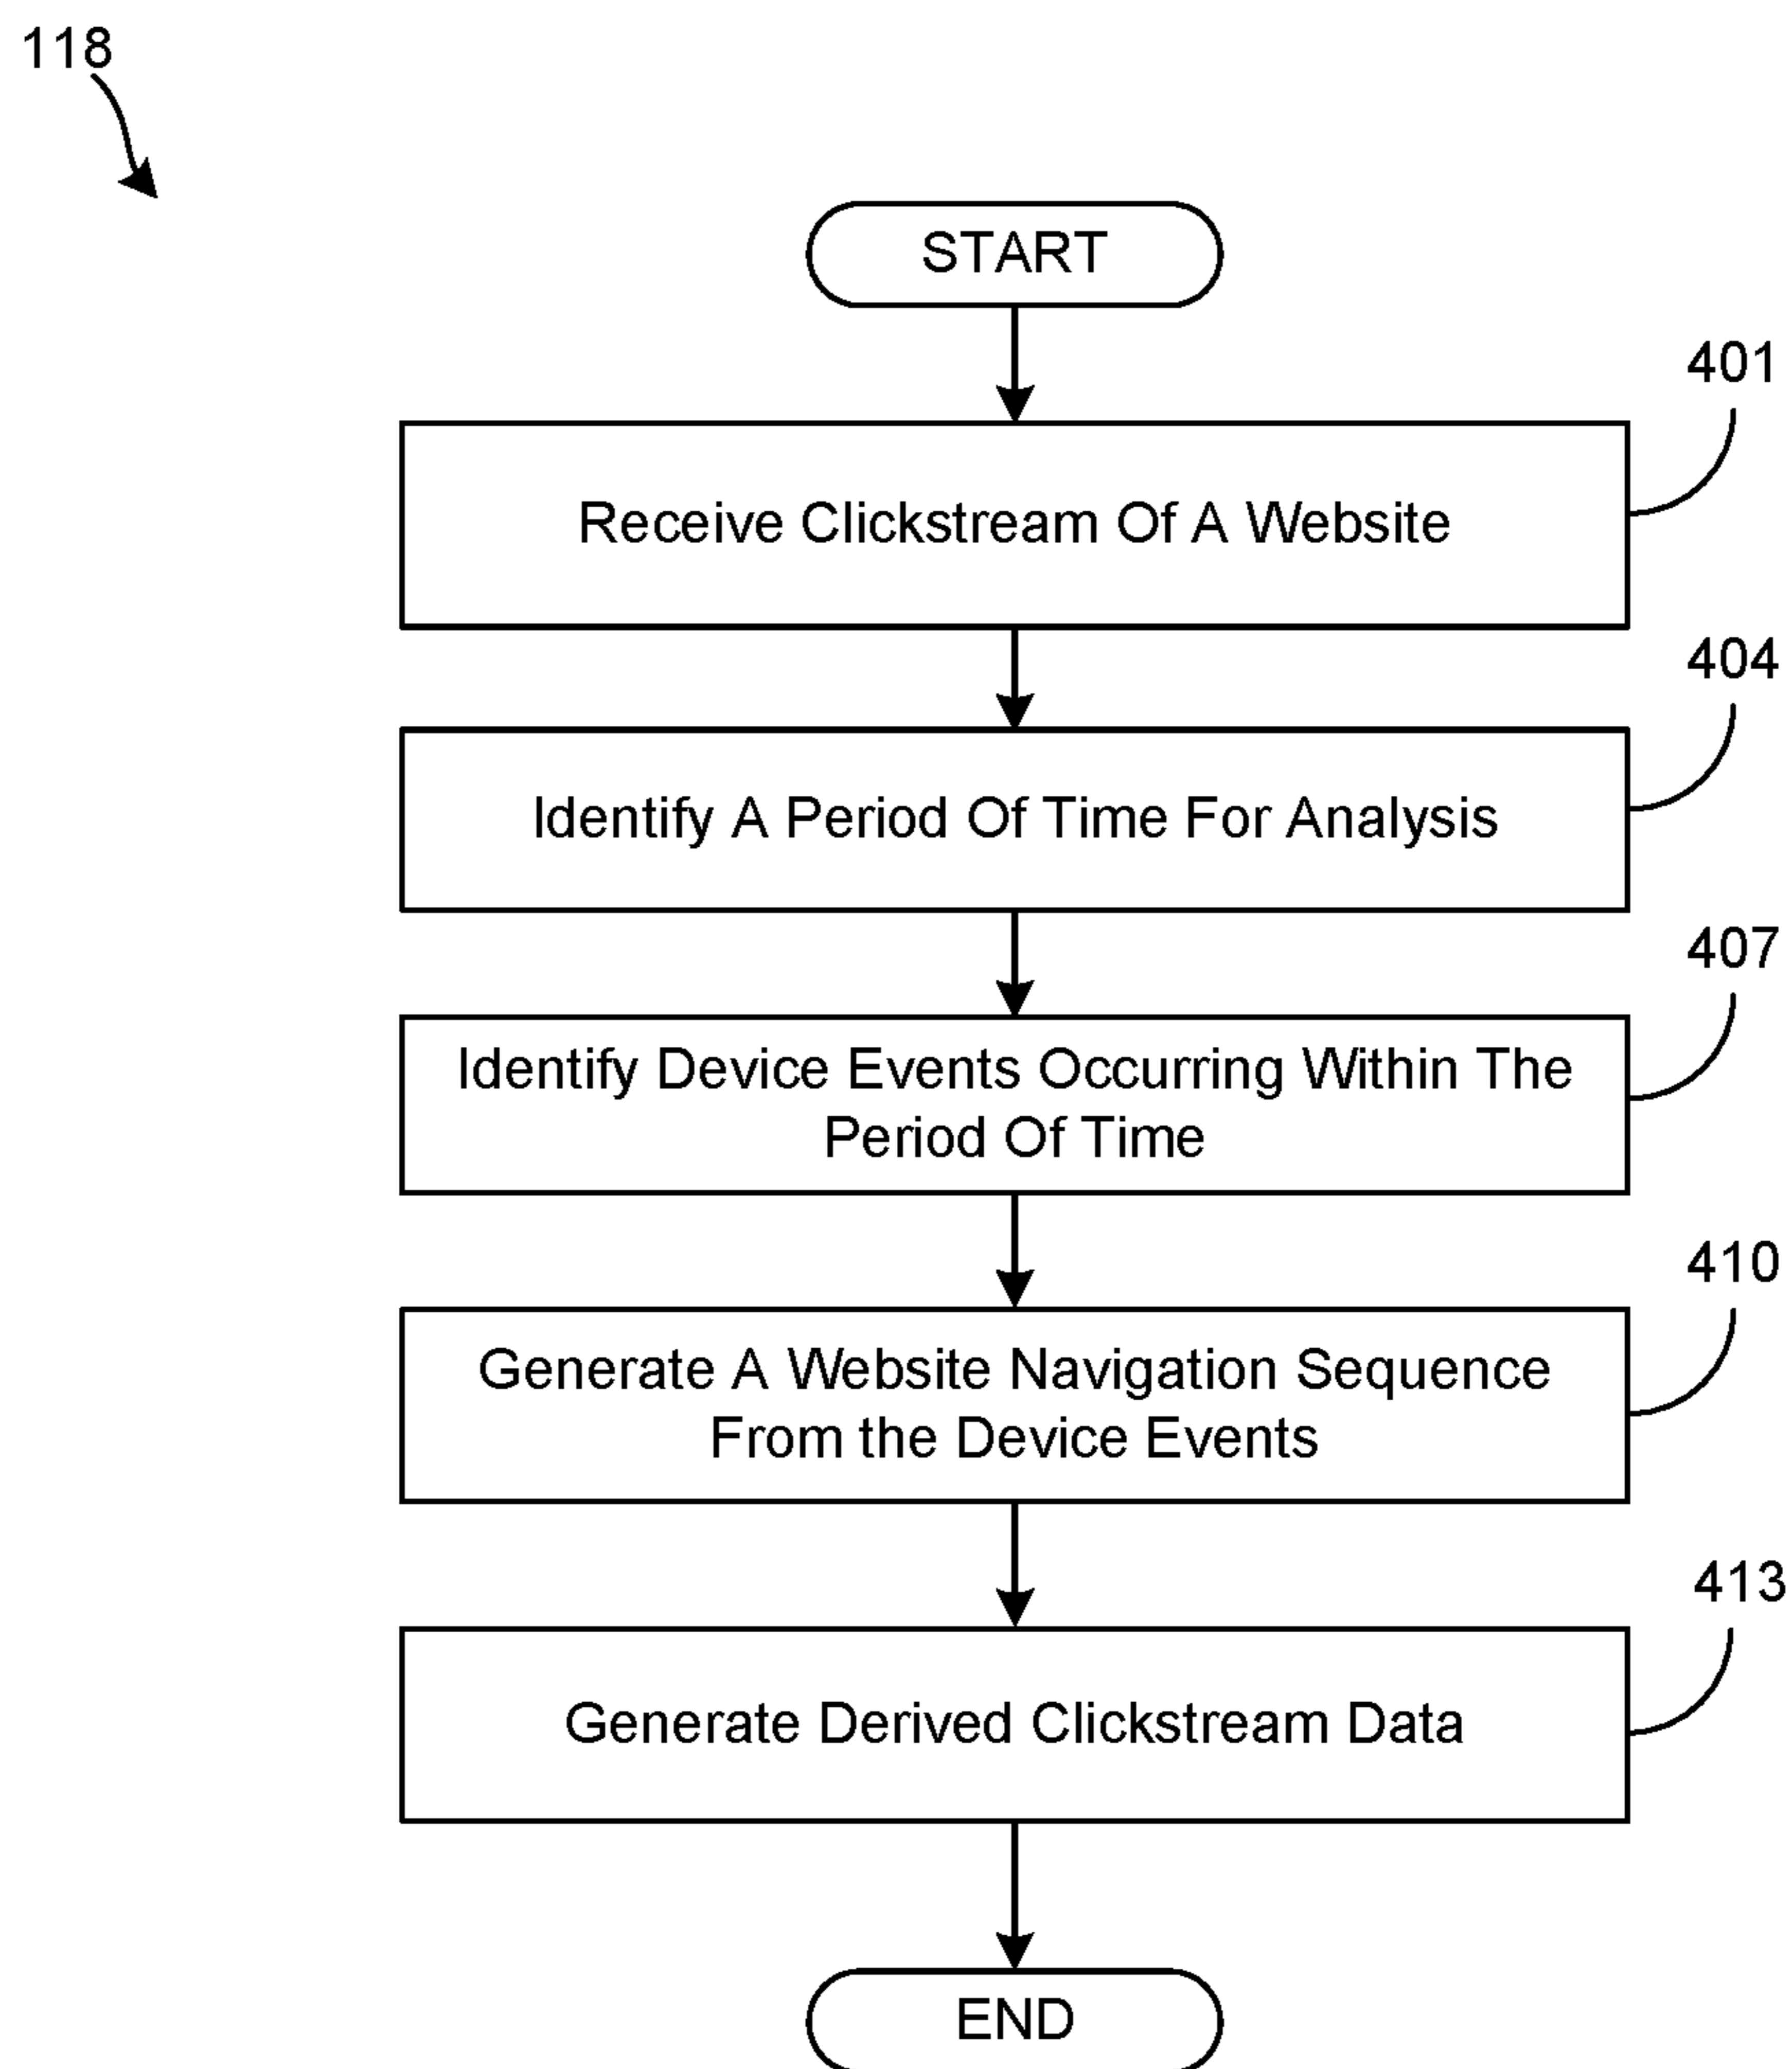 118
START
401
Receive Clickstream Of A Website
404
Identify A Period Of Time For Analysis
407
Identify Device Events Occurring Within The
Period Of Time
410
Generate A Website Navigation Sequence
From the Device Events
413
Generate Derived Clickstream Data
END